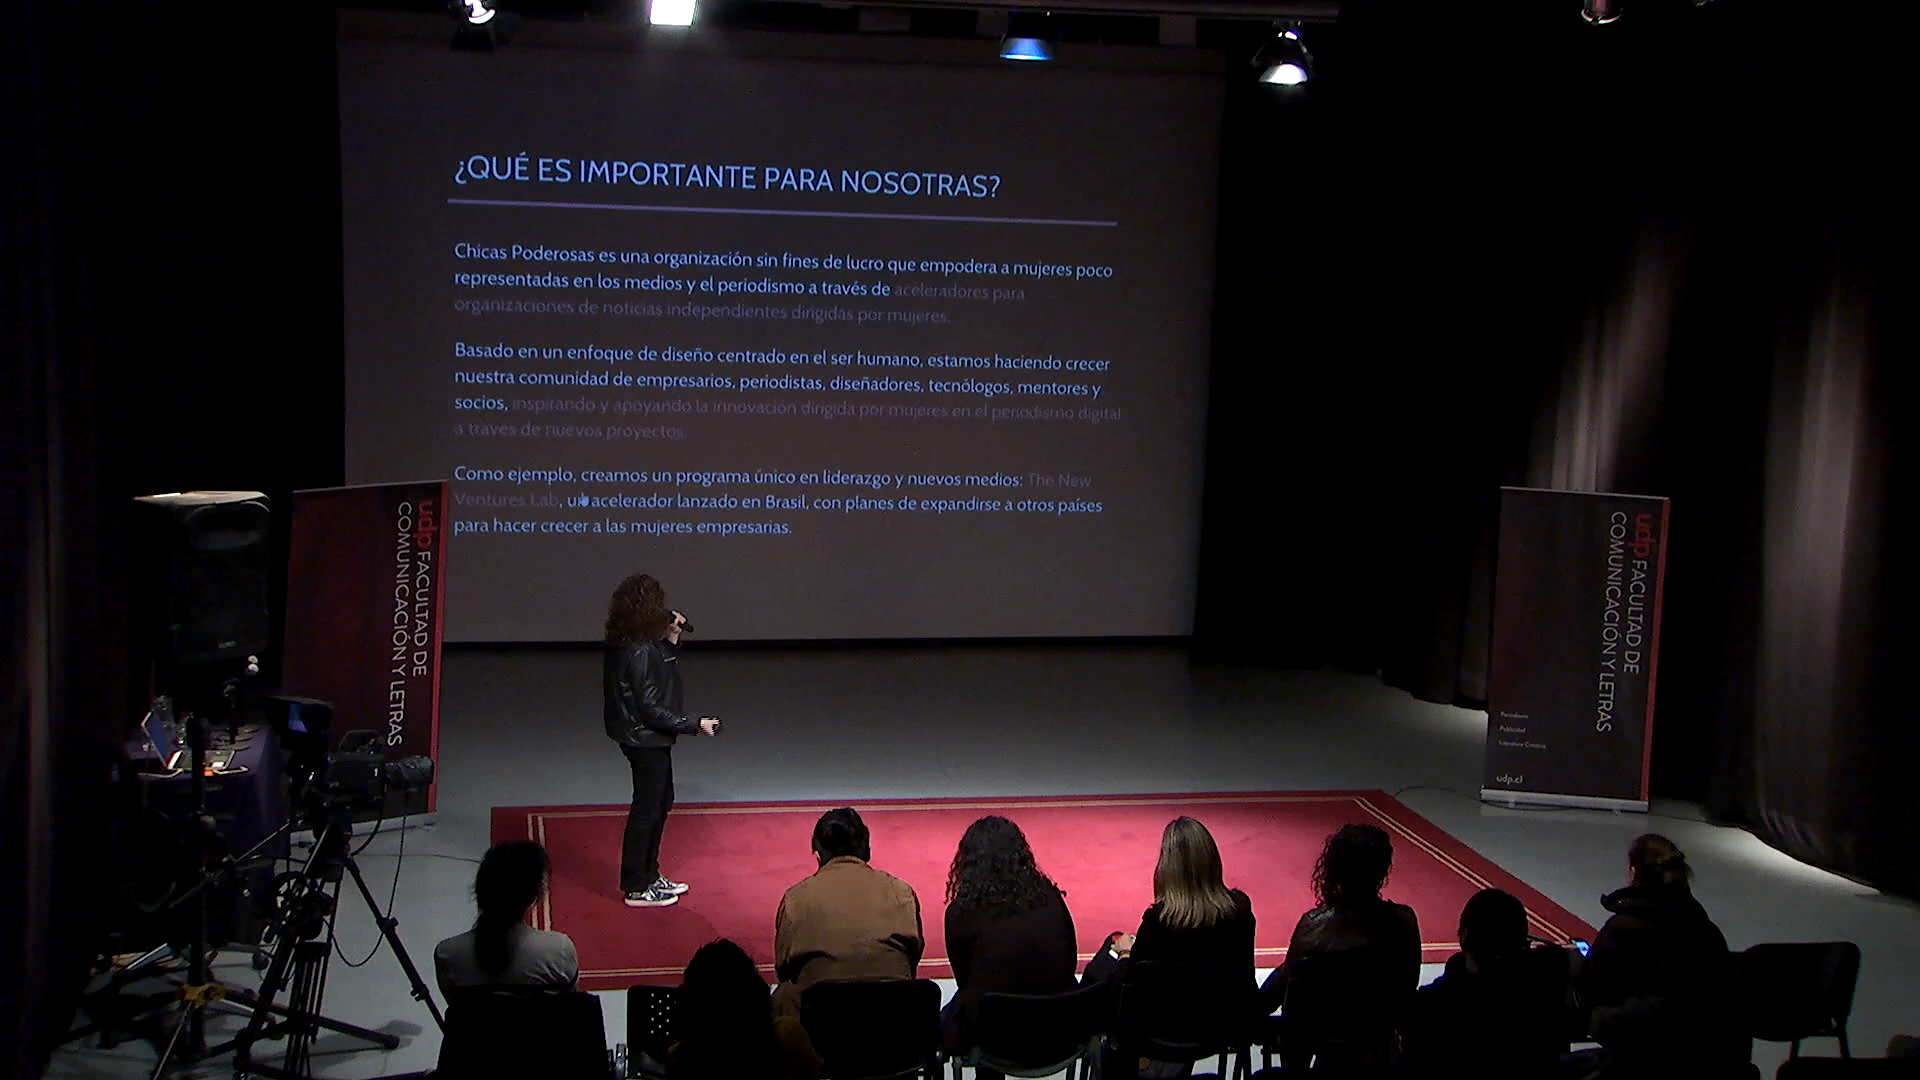 ¿QUÉ ES IMPORTANTE PARA NOSOTRAS?
Chicas Poderosas es una organización sin fines de lucro que empodera a mujeres poco
representadas en los medios y el periodismo a través de aceleradores para
organizaciones de noticias independientes dirigidas por mujeres.
Basado en un enfoque de diseño centrado en el ser humano, estamos haciendo crecer
nuestra comunidad de empresarios, periodistas, diseñadores, tecnólogos, mentores y
socios, inspirando y apoyando la innovación dirigida por mujeres en el periodismo digital
a través de nuevos proyectos.
Como ejemplo, creamos un programa único en liderazgo y nuevos medios: The New
Ventures Lab, un acelerador lanzado en Brasil, con planes de expandirse a otros países
para hacer crecer a las mujeres empresarias.
udp FACULTAD DE
COMUNICACIÓN Y LETRAS
udp FACULTAD DE
COMUNICACIÓN Y LETRAS
Periodismo
Publicidad
Literatura Creativa
udp.cl
1